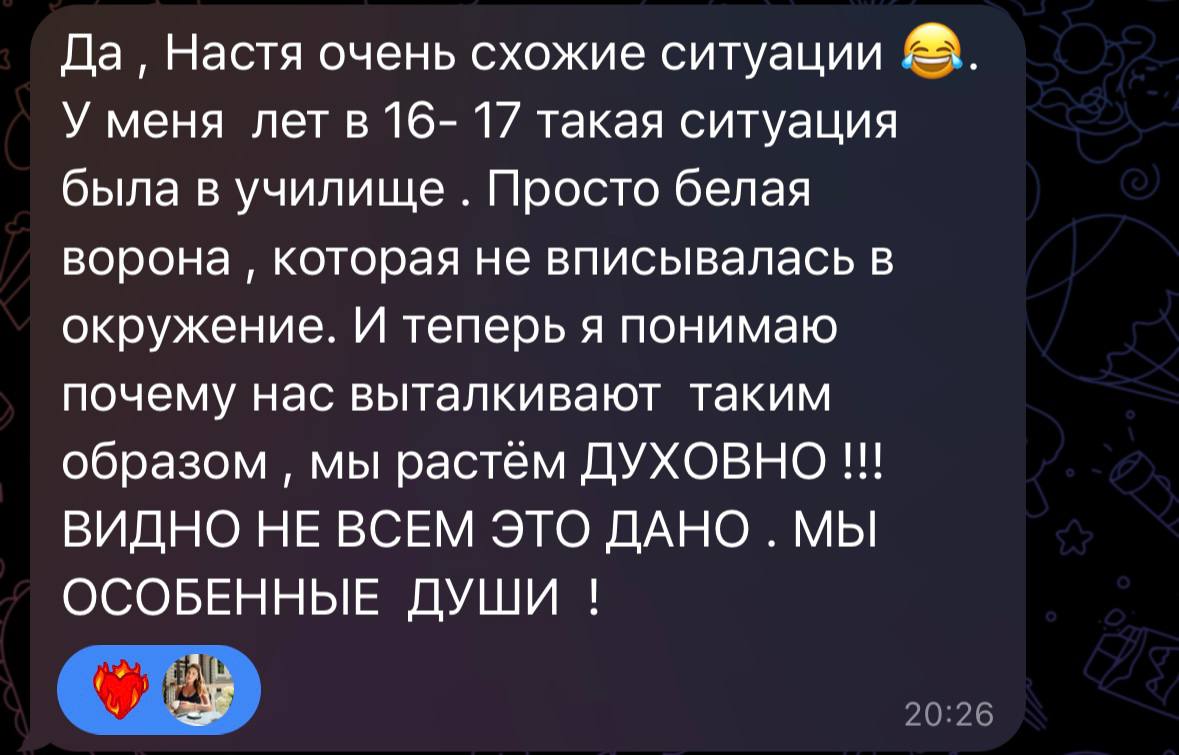 Да , Настя очень схожие ситуации 😂.
У меня  лет в 16- 17 такая ситуация
была в училище . Просто белая
ворона , которая не вписывалась в
окружение. И теперь я понимаю
почему нас выталкивают  таким
образом , мы растём ДУХОВНО !!!
ВИДНО НЕ ВСЕМ ЭТО ДАНО . МЫ
ОСОБЕННЫЕ  ДУШИ  !
20:26